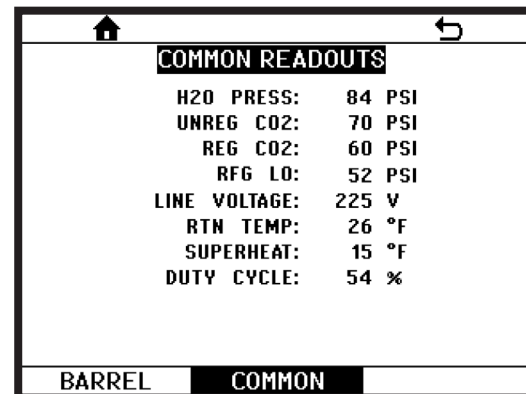 COMMON READOUTS
H2O PRESS: 84 PSI
UNREG CO2: 70 PSI
REG CO2: 60 PSI
RFG LO: 52 PSI
LINE VOLTAGE: 225 V
RTN TEMP: 26 °F
SUPERHEAT: 15 °F
DUTY CYCLE: 54 %
BARREL COMMON